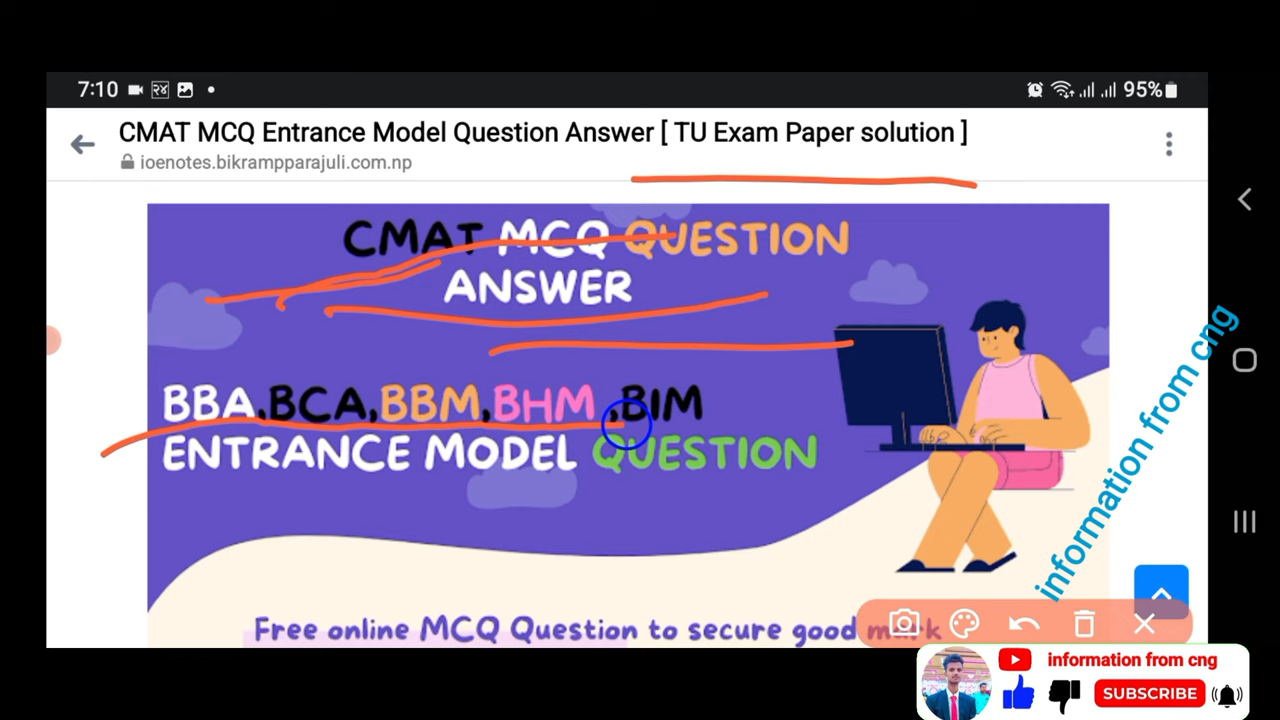 7:10 २४ 95%
CMAT MCQ Entrance Model Question Answer [ TU Exam Paper solution ]
ioenotes.bikrampparajuli.com.np
CMAT MCQ QUESTION
ANSWER
BBA,BCA,BBM,BHM ,BIM
ENTRANCE MODEL QUESTION
Free online MCQ Question to secure good mark
information from cng
information from cng
SUBSCRIBE